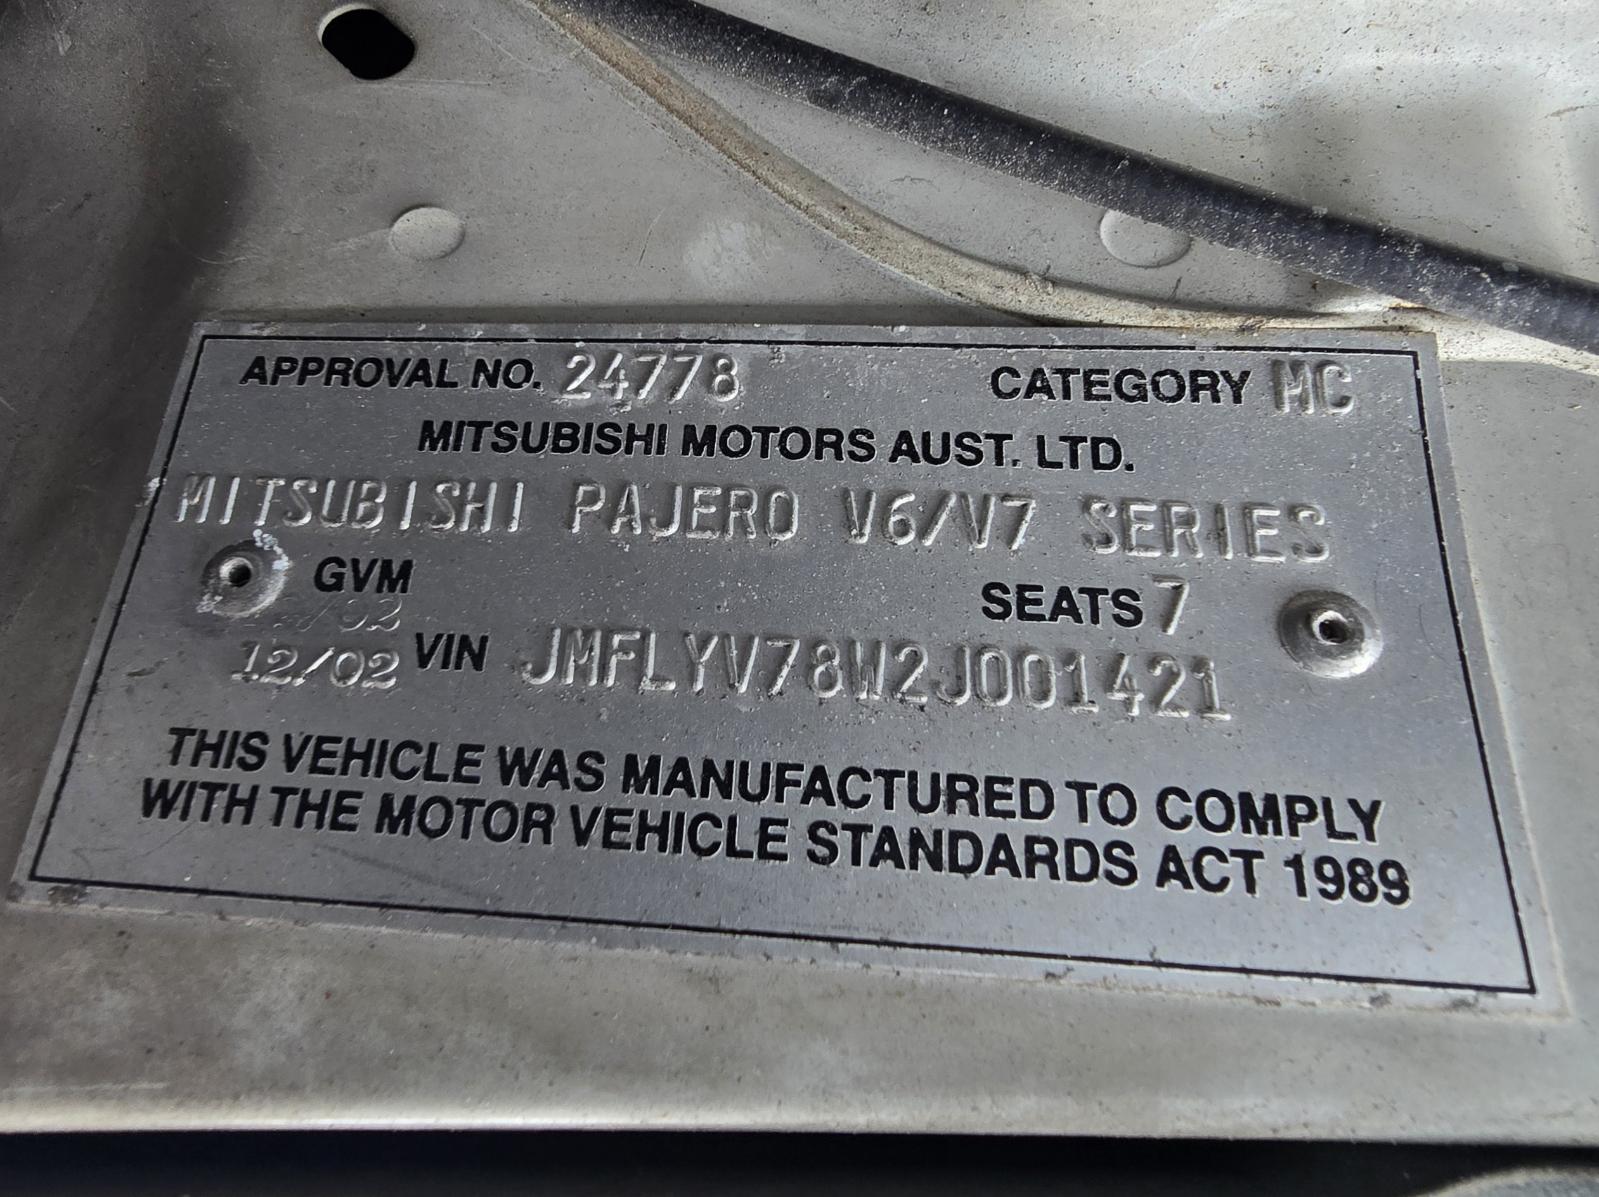 APPROVAL NO. 24778 CATEGORY MC
MITSUBISHI MOTORS AUST. LTD.
MITSUBISHI PAJERO V6/V7 SERIES
GVM SEATS 7
12/02 VIN JMFLYV78W2J001421
THIS VEHICLE WAS MANUFACTURED TO COMPLY
WITH THE MOTOR VEHICLE STANDARDS ACT 1989